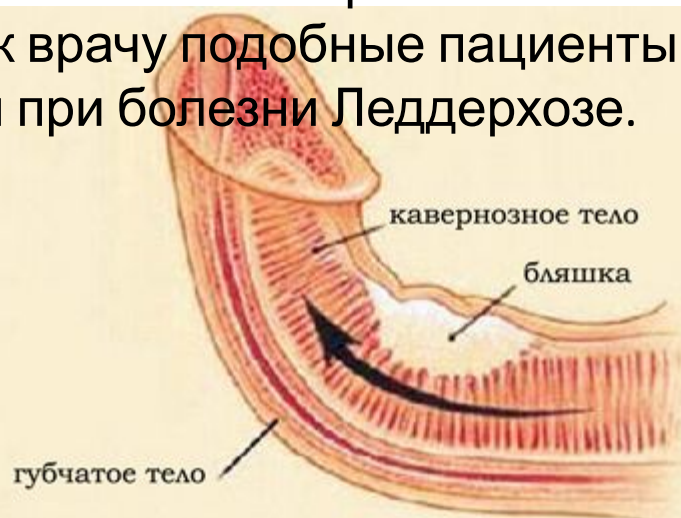 к врачу подобные пациенты
при болезни Леддерхозе.
кавернозное тело
бляшка
губчатое тело